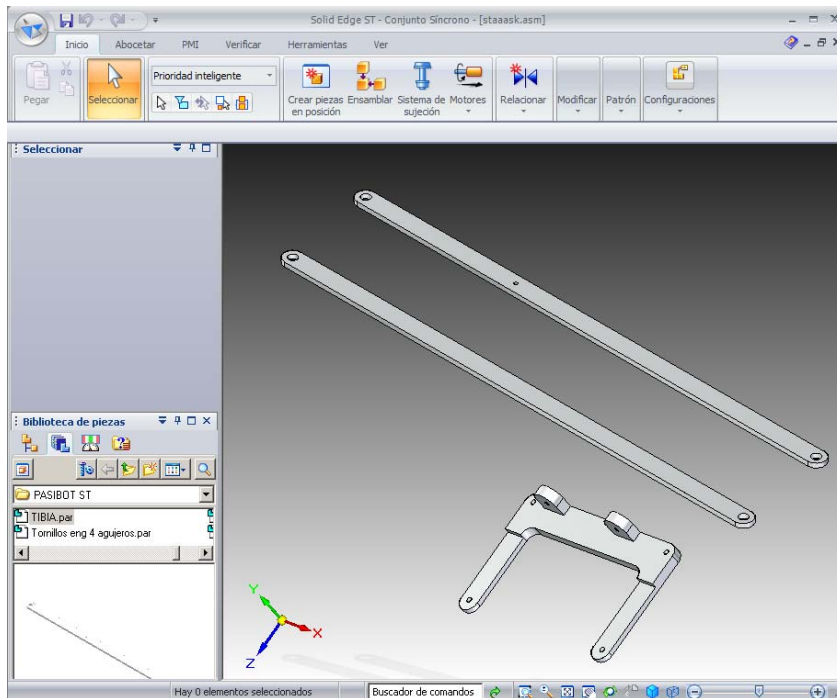 Solid Edge ST - Conjunto Síncrono - [staaask.asm]
Inicio Abocetar PMI Verificar Herramientas Ver
Pegar
Seleccionar
Prioridad inteligente
Crear piezas en posición
Ensamblar
Sistema de sujeción
Motores
Relacionar
Modificar
Patrón
Configuraciones
Seleccionar
Biblioteca de piezas
PASIBOT ST
TIBIA.par
Tornillos eng 4 agujeros.par
Y
X
Z
Hay 0 elementos seleccionados
Buscador de comandos